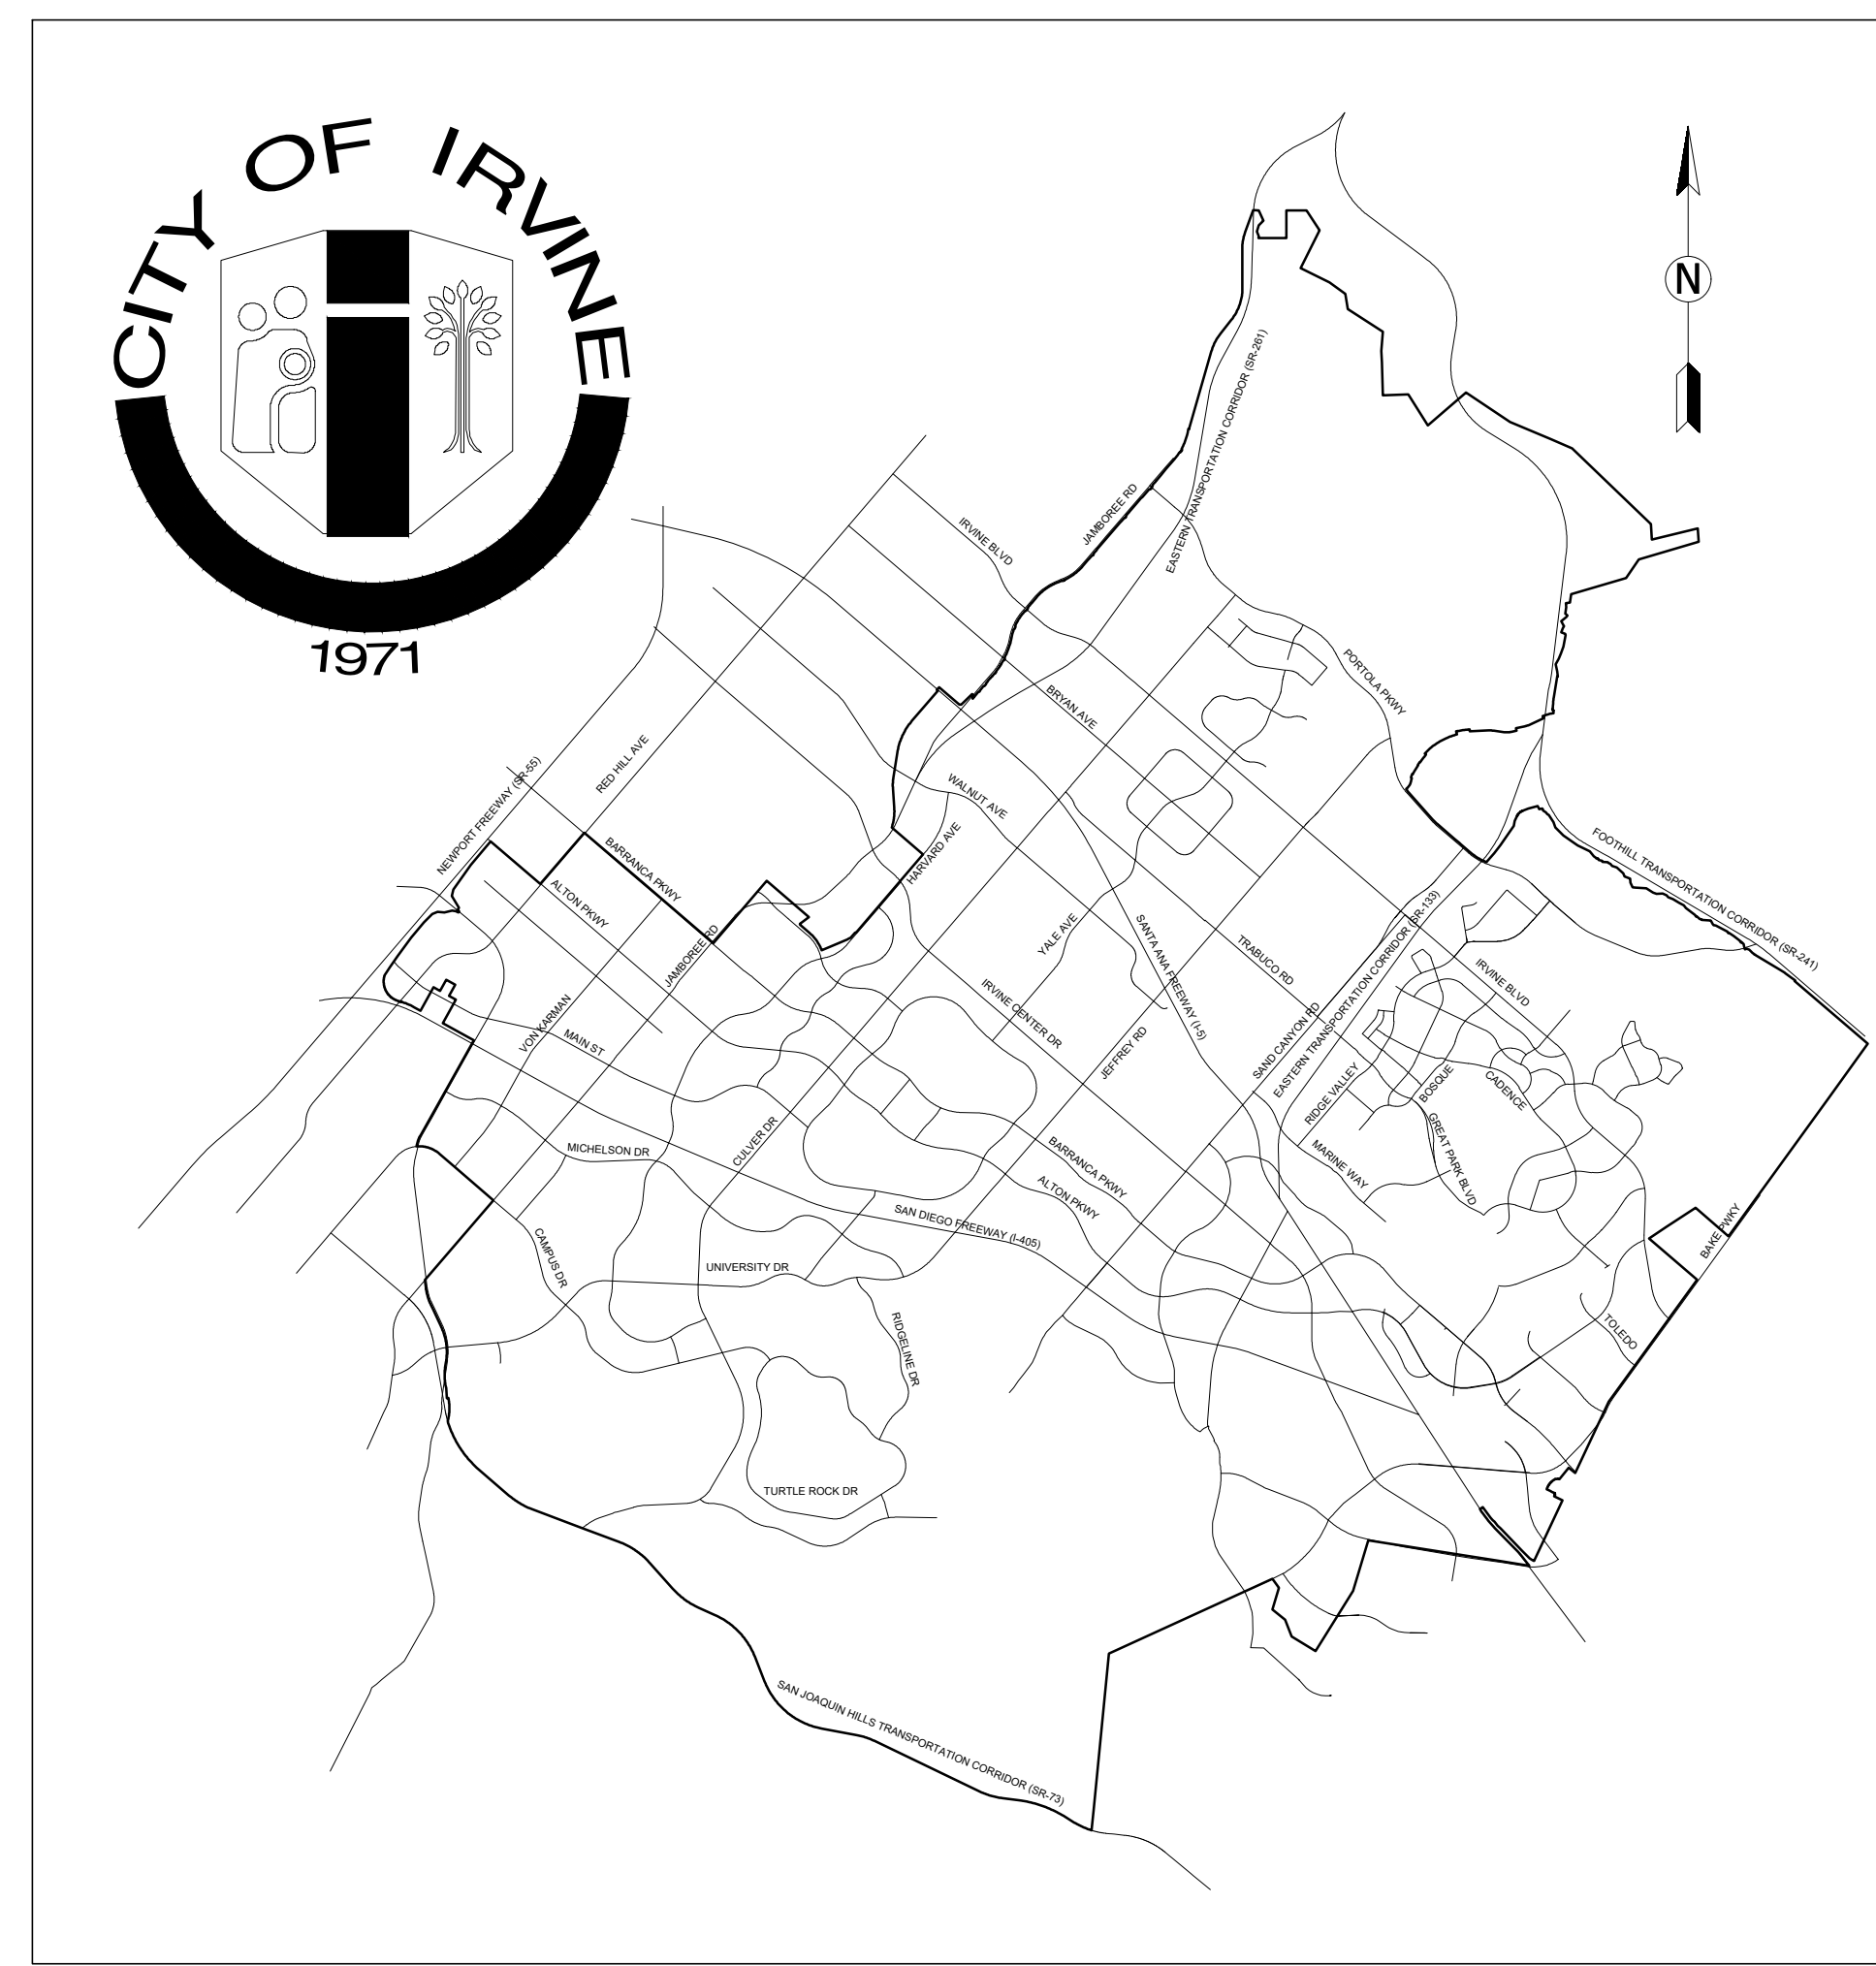 CITY OF IRVINE
1971
N
EASTERN TRANSPORTATION CORRIDOR (SR-261)
JAMBOREE RD
IRVINE BLVD
PORTOLA PKWY
BRYAN AVE
RED HILL AVE
NEWPORT FREEWAY (SR-55)
WALNUT AVE
HARVARD AVE
BARRANCA PKWY
ALTON PKWY
FOOTHILL TRANSPORTATION CORRIDOR (SR-241)
YALE AVE
SANTA ANA FREEWAY (I-5)
TRABUCO RD
EASTERN TRANSPORTATION CORRIDOR (SR-133)
JAMBOREE RD
IRVINE BLVD
IRVINE CENTER DR
VON KARMAN
MAIN ST
JEFFREY RD
SAND CANYON RD
RIDGE VALLEY
BOSQUE
CADENCE
GREAT PARK BLVD
MARINE WAY
CULVER DR
MICHELSON DR
BARRANCA PKWY
ALTON PKWY
SAN DIEGO FREEWAY (I-405)
BAKE PWKY
CAMPUS DR
UNIVERSITY DR
RIDGELINE DR
TOLEDO
TURTLE ROCK DR
SAN JOAQUIN HILLS TRANSPORTATION CORRIDOR (SR-73)